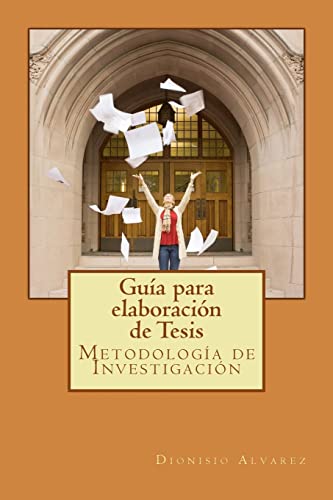 Guía para
elaboración
de Tesis
Metodología de
Investigación
Dionisio Alvarez